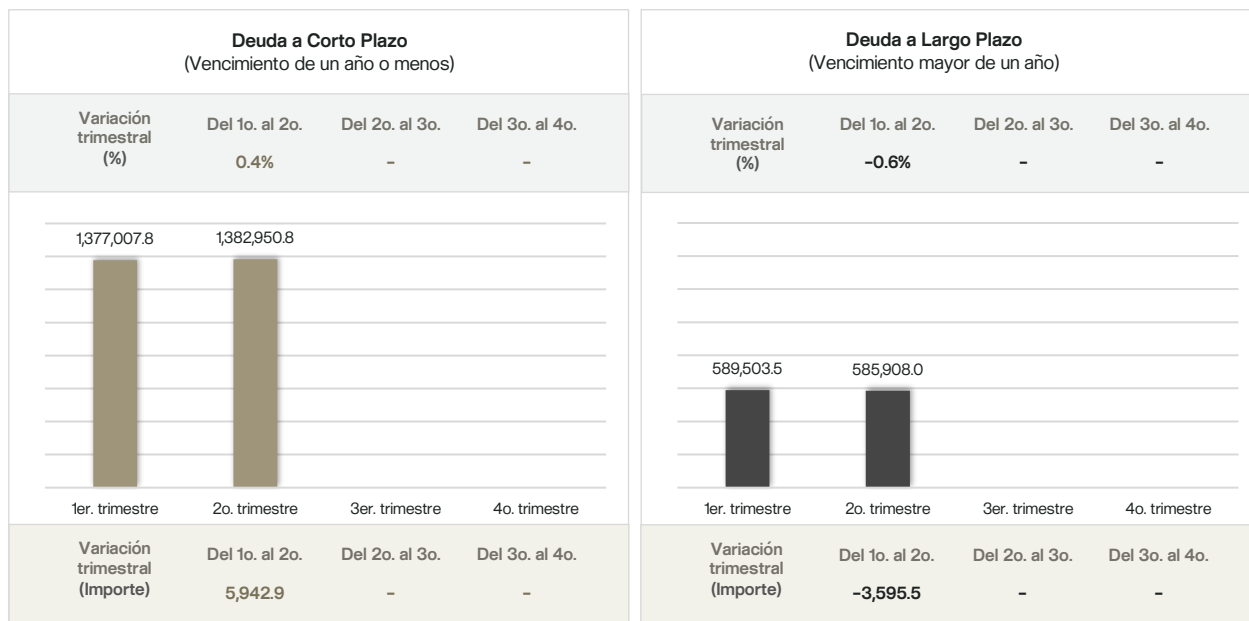 Deuda a Corto Plazo
(Vencimiento de un año o menos)
Variación
trimestral
(%)
Del 1o. al 2o.
Del 2o. al 3o.
Del 3o. al 4o.
0.4%
–
–
1,377,007.8
1,382,950.8
1er. trimestre
2o. trimestre
3er. trimestre
4o. trimestre
Variación
trimestral
(Importe)
Del 1o. al 2o.
Del 2o. al 3o.
Del 3o. al 4o.
5,942.9
–
–
Deuda a Largo Plazo
(Vencimiento mayor de un año)
Variación
trimestral
(%)
Del 1o. al 2o.
Del 2o. al 3o.
Del 3o. al 4o.
-0.6%
–
–
589,503.5
585,908.0
1er. trimestre
2o. trimestre
3er. trimestre
4o. trimestre
Variación
trimestral
(Importe)
Del 1o. al 2o.
Del 2o. al 3o.
Del 3o. al 4o.
-3,595.5
–
–